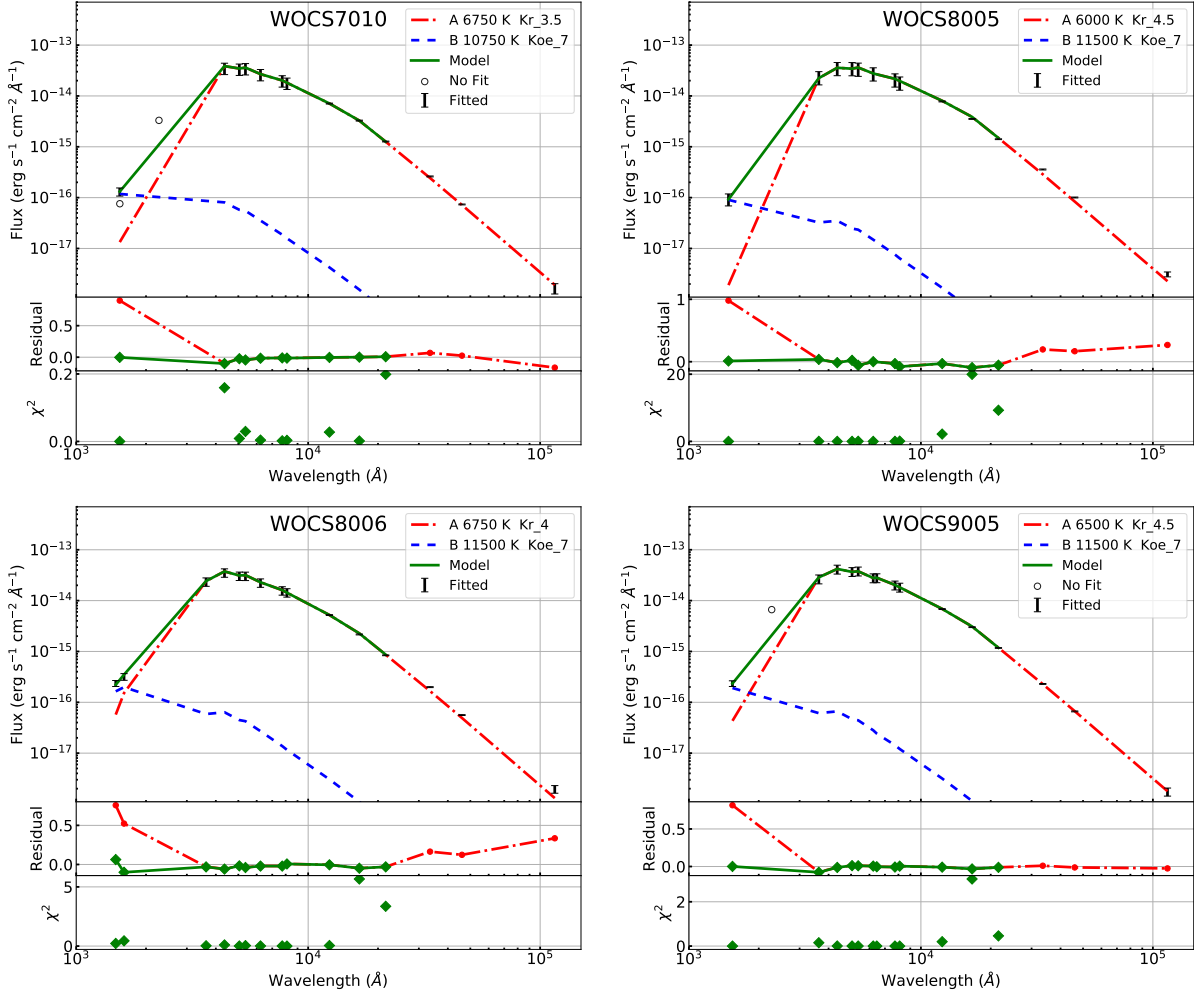 WOCS7010
A 6750 K Kr_3.5
B 10750 K Koe_7
Model
No Fit
Fitted
Flux (erg s⁻¹ cm⁻² Å⁻¹)
10⁻¹³
10⁻¹⁴
10⁻¹⁵
10⁻¹⁶
10⁻¹⁷
Residual
0.5
0.0
χ²
0.2
0.0
10³
10⁴
10⁵
Wavelength (Å)
WOCS8005
A 6000 K Kr_4.5
B 11500 K Koe_7
Model
Fitted
Flux (erg s⁻¹ cm⁻² Å⁻¹)
10⁻¹³
10⁻¹⁴
10⁻¹⁵
10⁻¹⁶
10⁻¹⁷
Residual
1
0
χ²
20
0
10³
10⁴
10⁵
Wavelength (Å)
WOCS8006
A 6750 K Kr_4
B 11500 K Koe_7
Model
Fitted
Flux (erg s⁻¹ cm⁻² Å⁻¹)
10⁻¹³
10⁻¹⁴
10⁻¹⁵
10⁻¹⁶
10⁻¹⁷
Residual
0.5
0.0
χ²
5
0
10³
10⁴
10⁵
Wavelength (Å)
WOCS9005
A 6500 K Kr_4.5
B 11500 K Koe_7
Model
No Fit
Fitted
Flux (erg s⁻¹ cm⁻² Å⁻¹)
10⁻¹³
10⁻¹⁴
10⁻¹⁵
10⁻¹⁶
10⁻¹⁷
Residual
0.5
0.0
χ²
2
0
10³
10⁴
10⁵
Wavelength (Å)